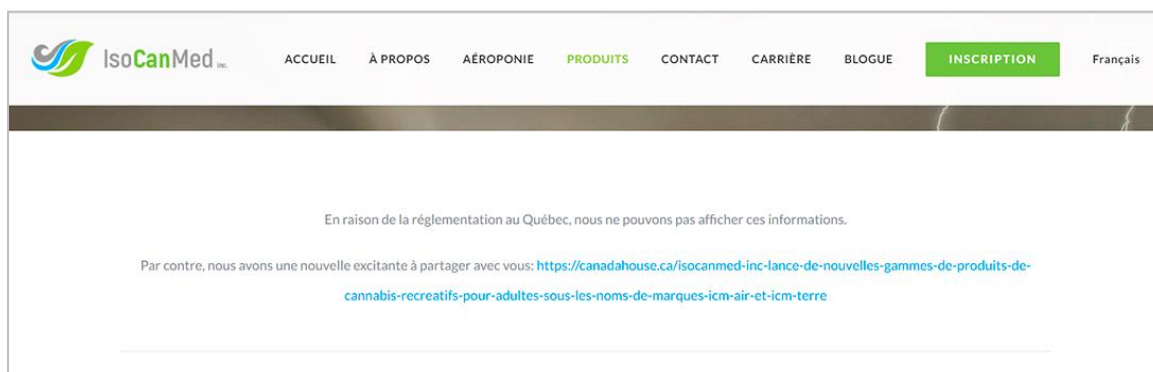 IsoCanMed inc.
ACCUEIL À PROPOS AÉROPONIE PRODUITS CONTACT CARRIÈRE BLOGUE INSCRIPTION Français
En raison de la réglementation au Québec, nous ne pouvons pas afficher ces informations.
Par contre, nous avons une nouvelle excitante à partager avec vous: https://canadahouse.ca/isocanmed-inc-lance-de-nouvelles-gammes-de-produits-de-
cannabis-recreatifs-pour-adultes-sous-les-noms-de-marques-icm-air-et-icm-terre